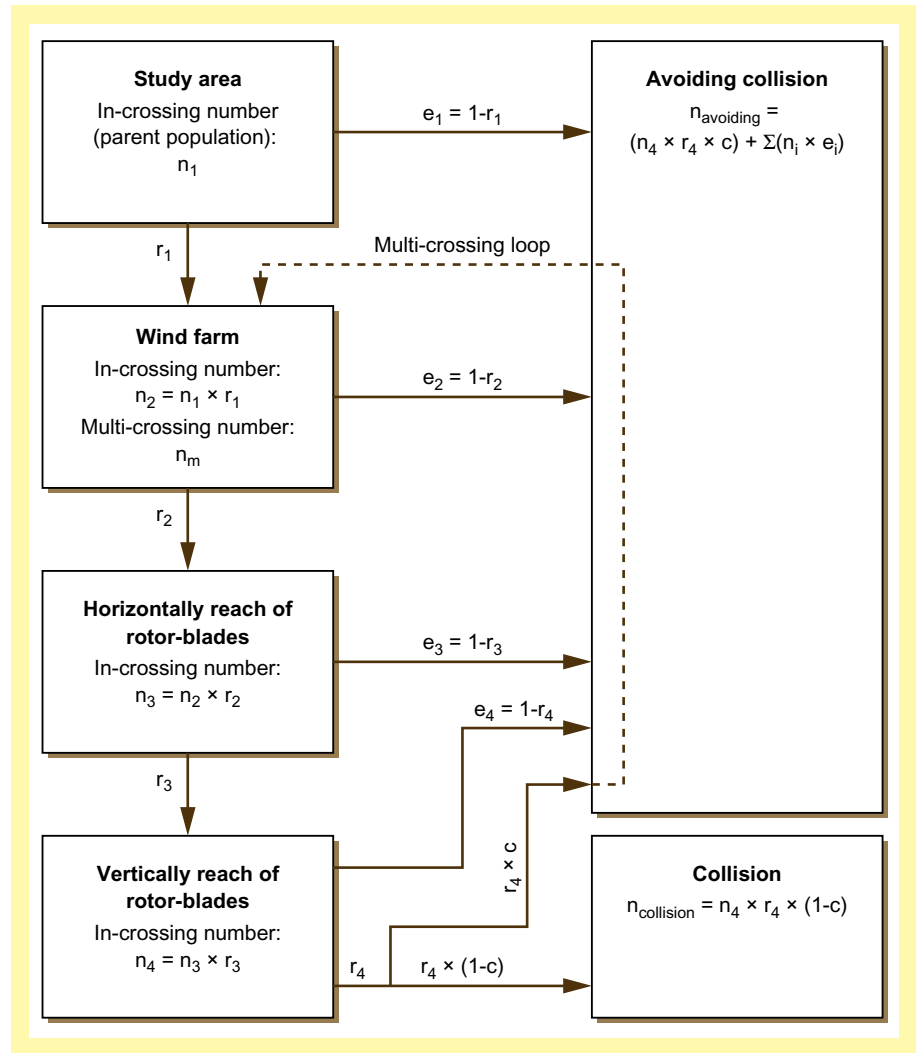 Study area
In-crossing number
(parent population):
n₁
e₁ = 1-r₁
Avoiding collision
n_avoiding =
(n₄ × r₄ × c) + Σ(nᵢ × eᵢ)
r₁
Multi-crossing loop
Wind farm
In-crossing number:
n₂ = n₁ × r₁
Multi-crossing number:
nₘ
e₂ = 1-r₂
r₂
Horizontally reach of
rotor-blades
In-crossing number:
n₃ = n₂ × r₂
e₃ = 1-r₃
e₄ = 1-r₄
r₃
r₄ × c
Vertically reach of
rotor-blades
In-crossing number:
n₄ = n₃ × r₃
r₄
r₄ × (1-c)
Collision
n_collision = n₄ × r₄ × (1-c)